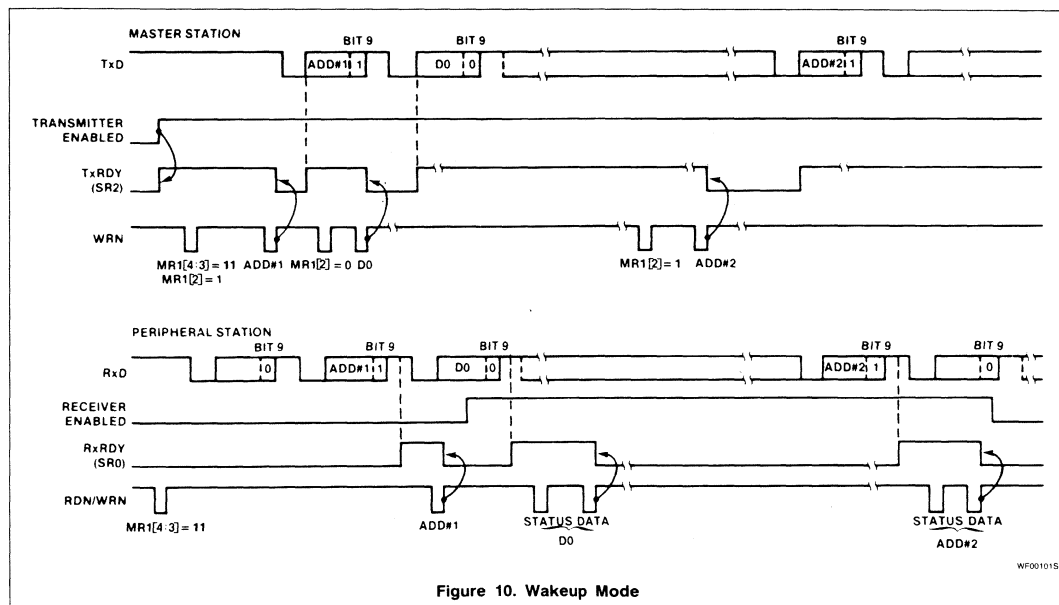 MASTER STATION
BIT 9 BIT 9 BIT 9
TxD ADD#1 1 D0 0 ADD#2 1
TRANSMITTER
ENABLED
TxRDY
(SR2)
WRN
MR1[4:3] = 11 ADD#1 MR1[2] = 0 D0 MR1[2] = 1 ADD#2
MR1[2] = 1
PERIPHERAL STATION
BIT 9 BIT 9 BIT 9 BIT 9 BIT 9
RxD 0 ADD#1 1 D0 0 ADD#2 1 0
RECEIVER
ENABLED
RxRDY
(SR0)
RDN/WRN
MR1[4:3] = 11 ADD#1 STATUS DATA STATUS DATA
D0 ADD#2
WF00101S
Figure 10. Wakeup Mode